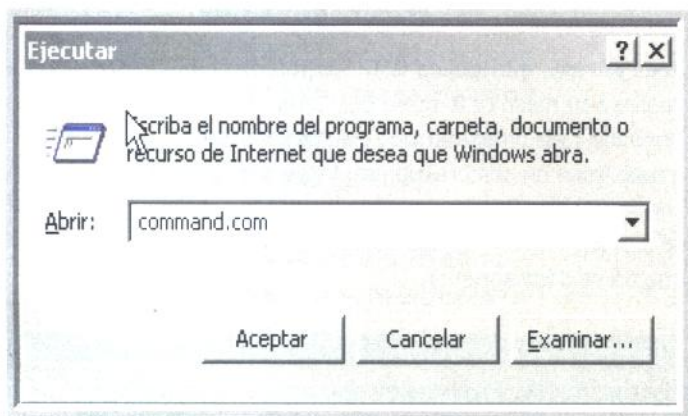 Ejecutar
? X
Escriba el nombre del programa, carpeta, documento o
recurso de Internet que desea que Windows abra.
Abrir: command.com
Aceptar Cancelar Examinar...